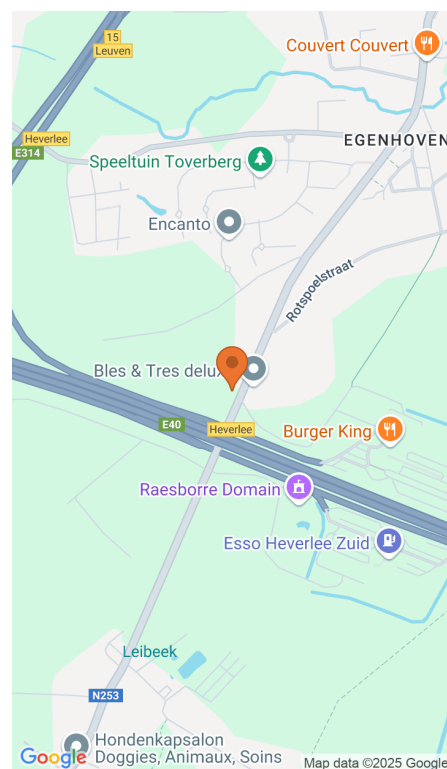 15
Leuven
Couvert Couvert
Heverlee
E314
EGENHOVEN
Speeltuin Toverberg
Encanto
Rotspoelstraat
Bles & Tres delux
E40
Heverlee
Burger King
Raesborre Domain
Esso Heverlee Zuid
Leibeek
N253
Hondenkapsalon
Doggies, Animaux, Soins
Google
Map data ©2025 Google